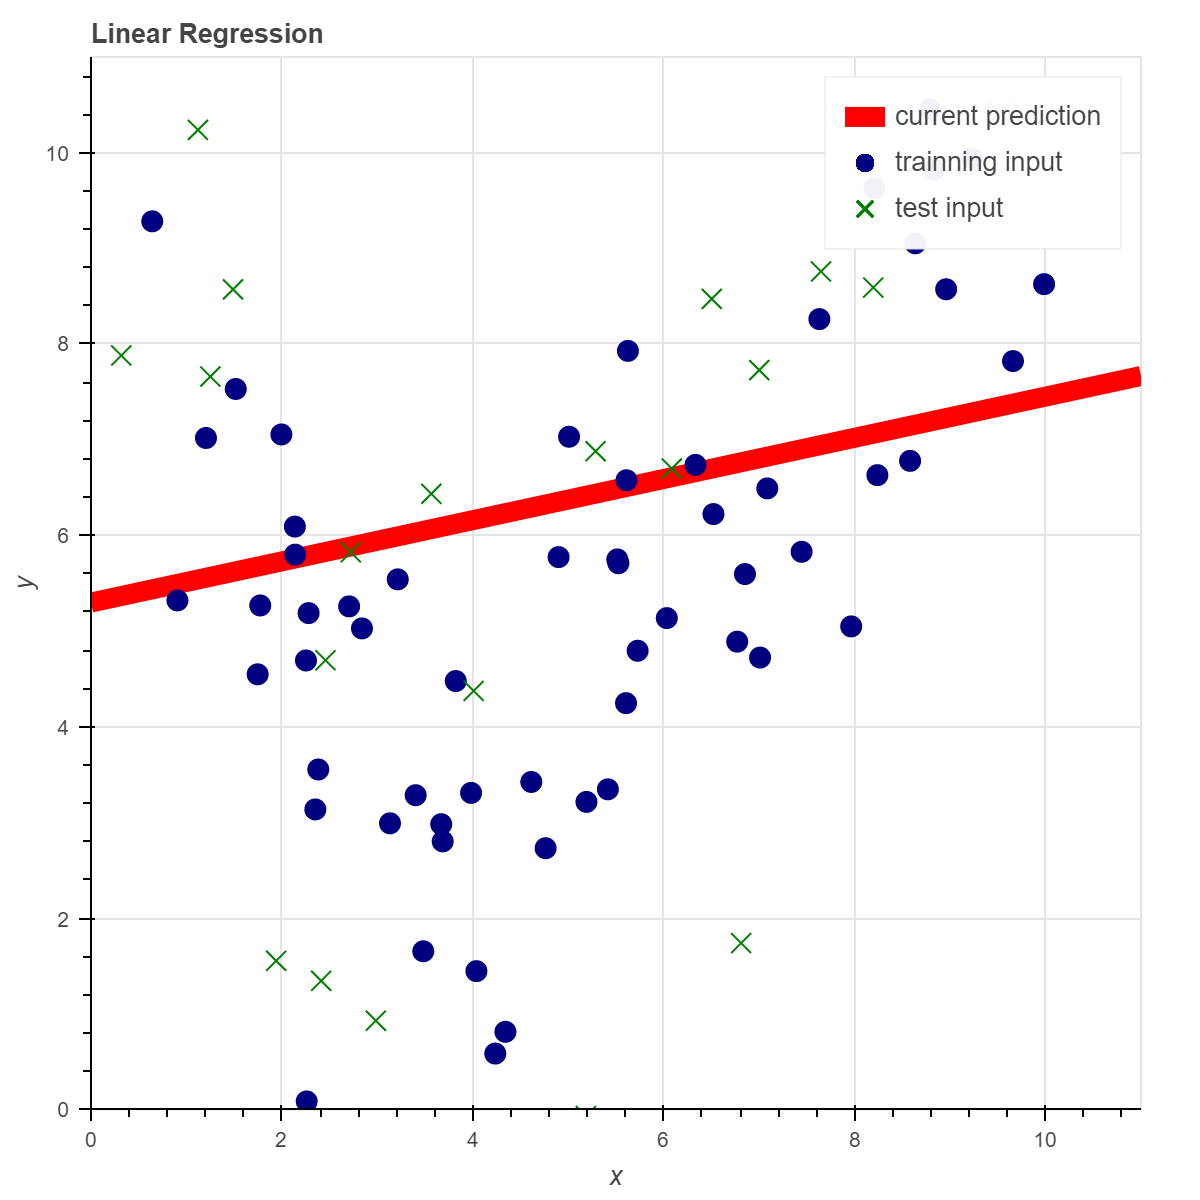 Linear Regression
current prediction
trainning input
test input
10
8
6
4
2
0
y
0 2 4 6 8 10
x